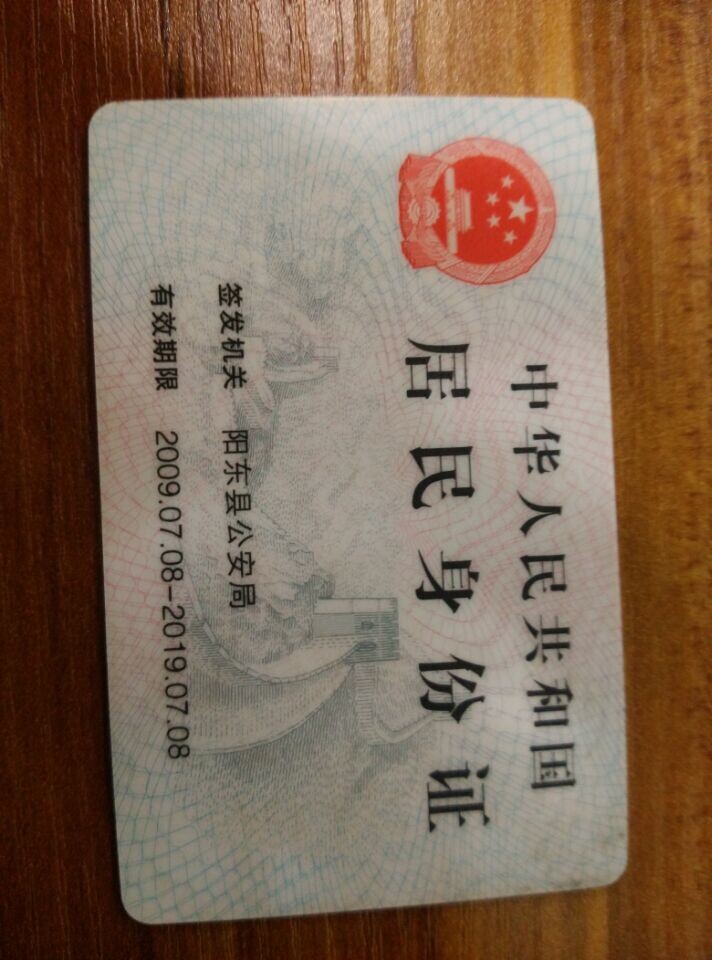 中华人民共和国
居民身份证
签发机关 阳东县公安局
有效期限 2009.07.08-2019.07.08